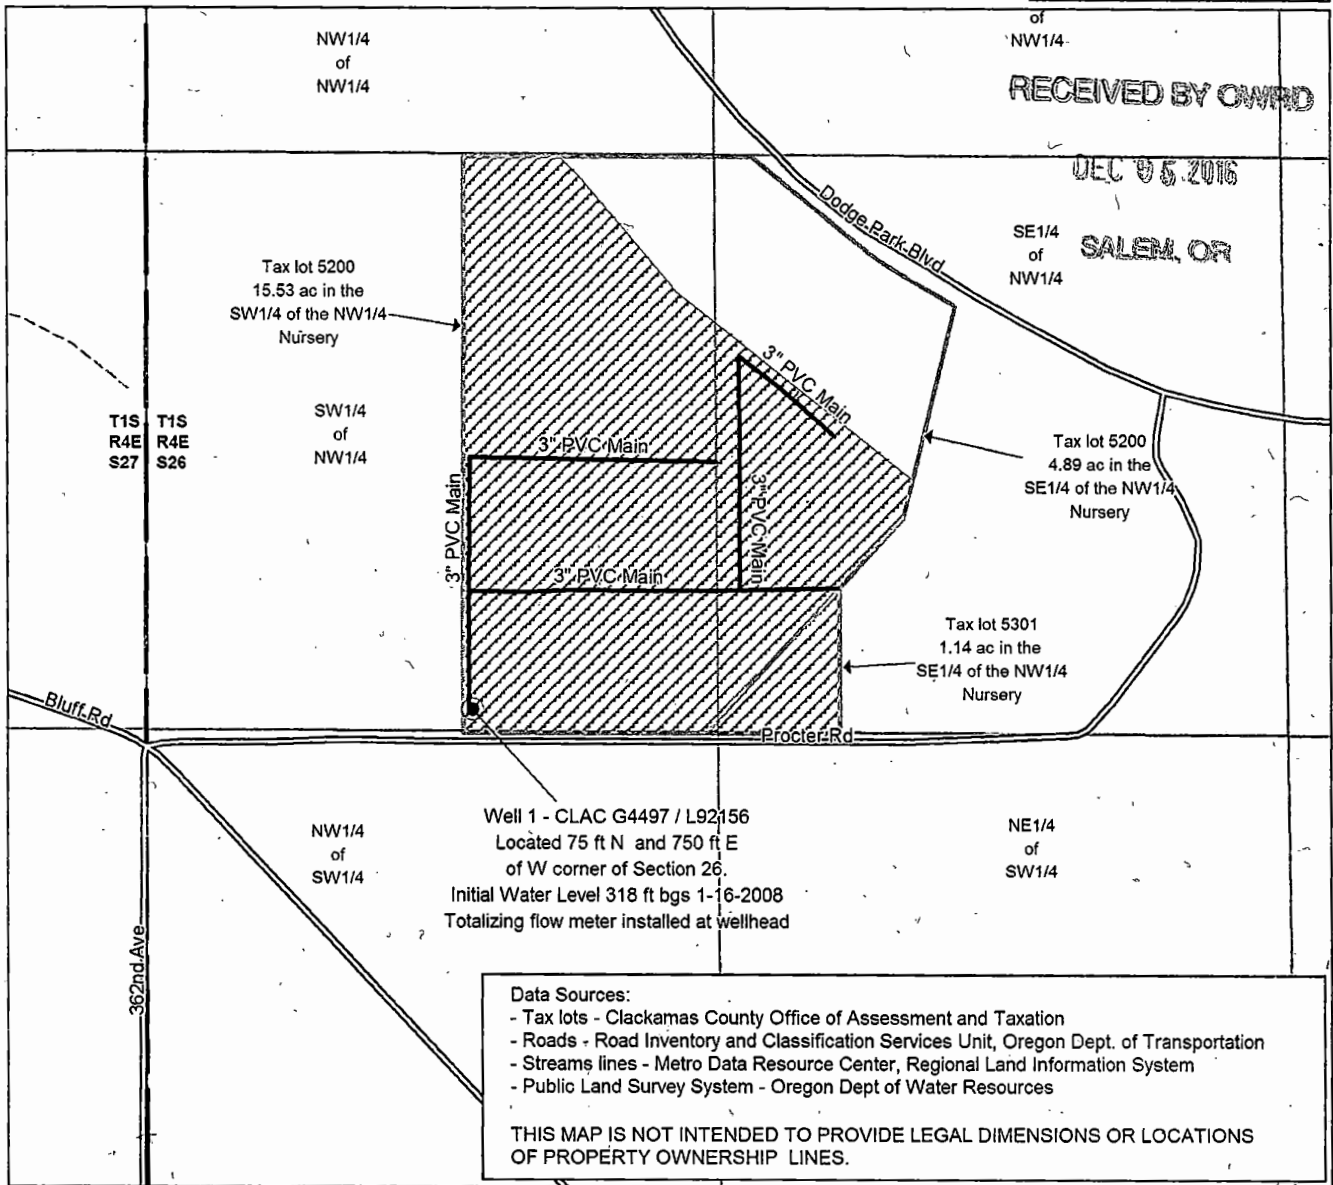 NW1/4
of
NW1/4
of
NW1/4
RECEIVED BY OWRD
DEC 05 2016
SALEM, OR
SE1/4
of
NW1/4
Dodge Park Blvd
Tax lot 5200
15.53 ac in the
SW1/4 of the NW1/4
Nursery
3" PVC Main
T1S T1S
R4E R4E
S27 S26
SW1/4
of
NW1/4
3" PVC Main
3" PVC Main
3" PVC Main
3" PVC Main
Tax lot 5200
4.89 ac in the
SE1/4 of the NW1/4
Nursery
Tax lot 5301
1.14 ac in the
SE1/4 of the NW1/4
Nursery
Bluff Rd
Procter Rd
Well 1 - CLAC G4497 / L92156
Located 75 ft N and 750 ft E
of W corner of Section 26.
Initial Water Level 318 ft bgs 1-16-2008
Totalizing flow meter installed at wellhead
NW1/4
of
SW1/4
NE1/4
of
SW1/4
362nd Ave
Data Sources:
- Tax lots - Clackamas County Office of Assessment and Taxation
- Roads - Road Inventory and Classification Services Unit, Oregon Dept. of Transportation
- Streams lines - Metro Data Resource Center, Regional Land Information System
- Public Land Survey System - Oregon Dept of Water Resources
THIS MAP IS NOT INTENDED TO PROVIDE LEGAL DIMENSIONS OR LOCATIONS
OF PROPERTY OWNERSHIP LINES.